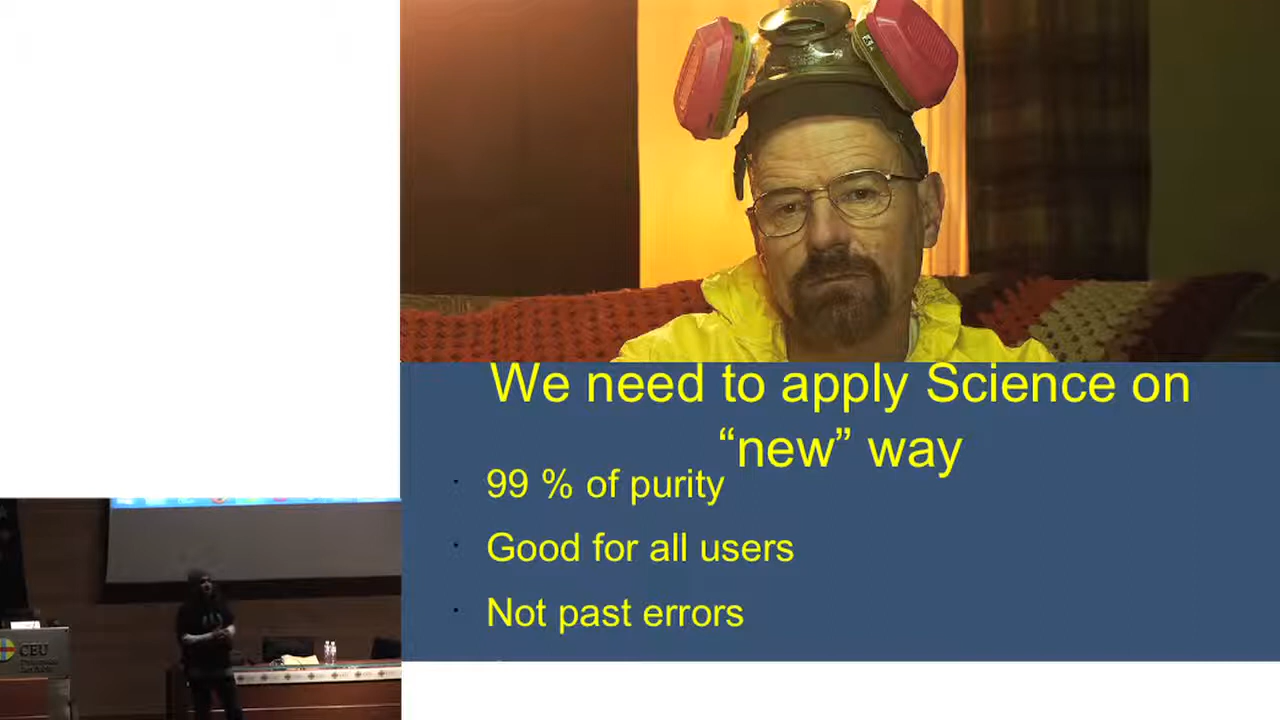 We need to apply Science on
“new” way
· 99 % of purity
· Good for all users
· Not past errors
CEU